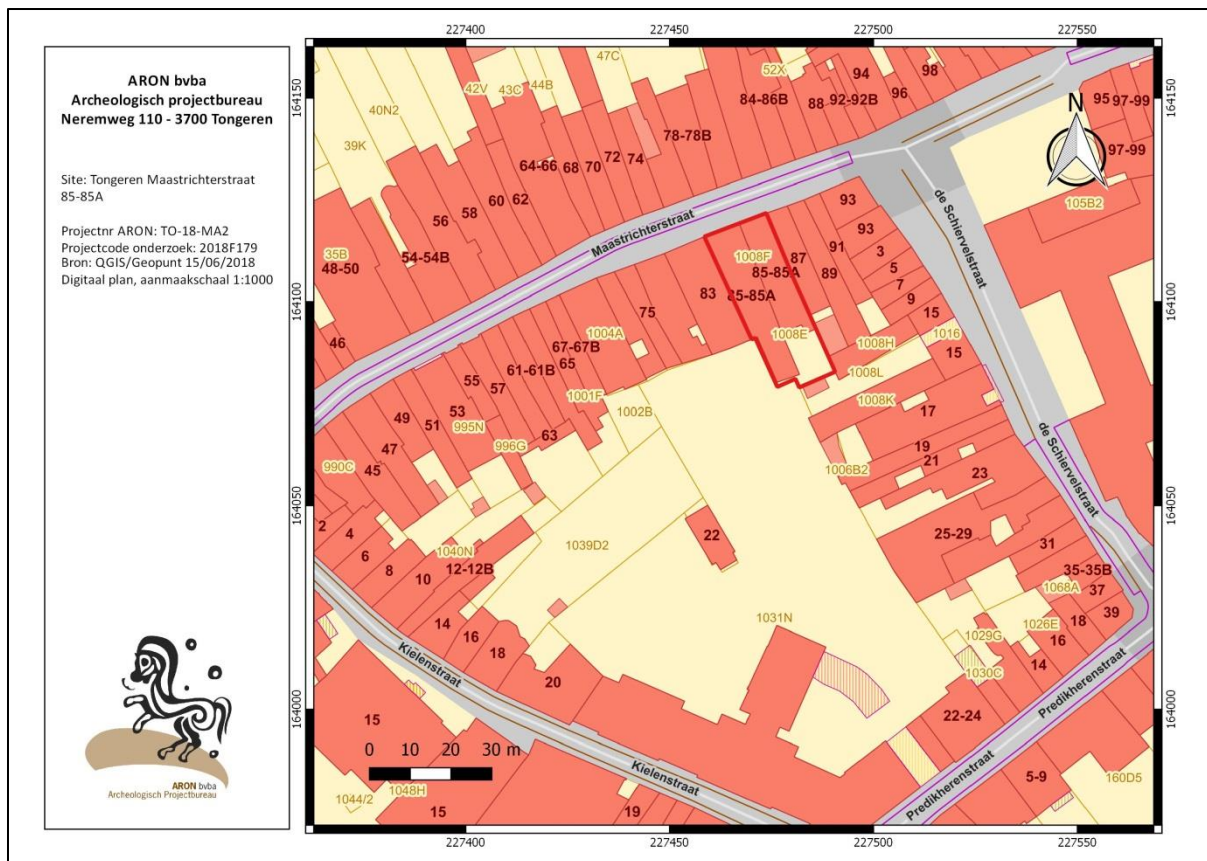 ARON bvba
Archeologisch projectbureau
Neremweg 110 - 3700 Tongeren
Site: Tongeren Maastrichterstraat
85-85A
Projectnr ARON: TO-18-MA2
Projectcode onderzoek: 2018F179
Bron: QGIS/Geopunt 15/06/2018
Digitaal plan, aanmaakschaal 1:1000
ARON bvba
Archeologisch Projectbureau
227400 227450 227500 227550
164150
164100
164050
164000
164150
164100
164050
164000
227400 227450 227500 227550
N
47C
52X
42V
43C
44B
40N2
39K
35B
94
98
84-86B
88
92-92B
96
95
97-99
97-99
78-78B
74
72
70
68
64-66
62
60
58
56
54-54B
48-50
46
105B2
Maastrichterstraat
de Schiervelstraat
de Schiervelstraat
93
93
91
3
5
7
9
15
15
1016
87
89
1008F
85-85A
85-85A
83
1008E
1008H
1008L
1008K
75
1004A
67-67B
65
61-61B
57
55
53
51
49
47
45
63
1001F
1002B
995N
996G
990C
17
19
21
23
1006B2
25-29
31
35-35B
37
39
1068A
1026E
18
16
14
1029G
1030C
22-24
2
4
6
8
10
12-12B
1040N
14
16
18
20
1039D2
22
1031N
Kielenstraat
Kielenstraat
Predikherenstraat
Predikherenstraat
15
15
19
1044/2
1048H
5-9
160D5
0 10 20 30 m